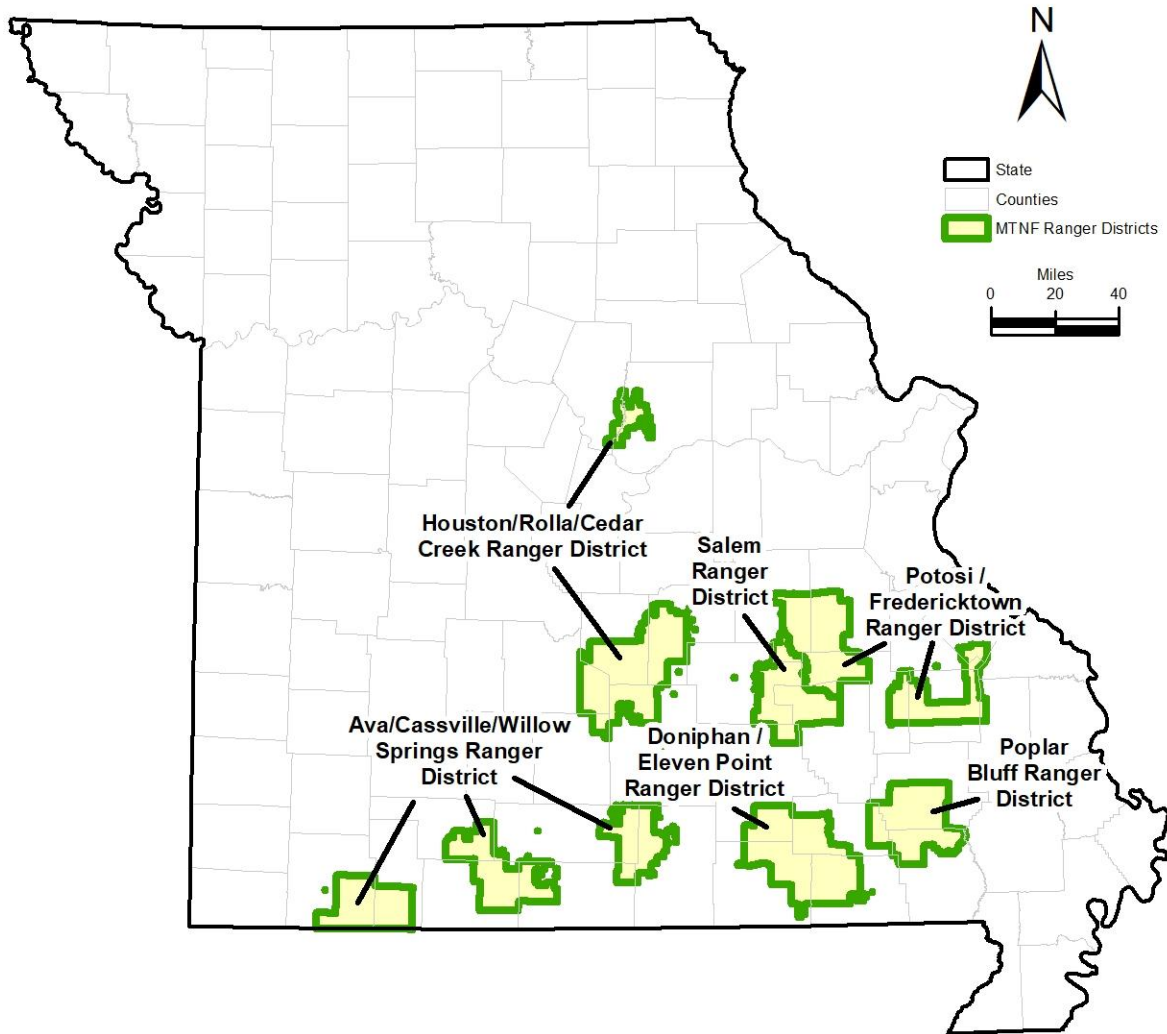 N
State
Counties
MTNF Ranger Districts
Miles
0 20 40
Houston/Rolla/Cedar
Creek Ranger District
Salem
Ranger
District
Potosi /
Fredericktown
Ranger District
Ava/Cassville/Willow
Springs Ranger
District
Doniphan /
Eleven Point
Ranger District
Poplar
Bluff Ranger
District